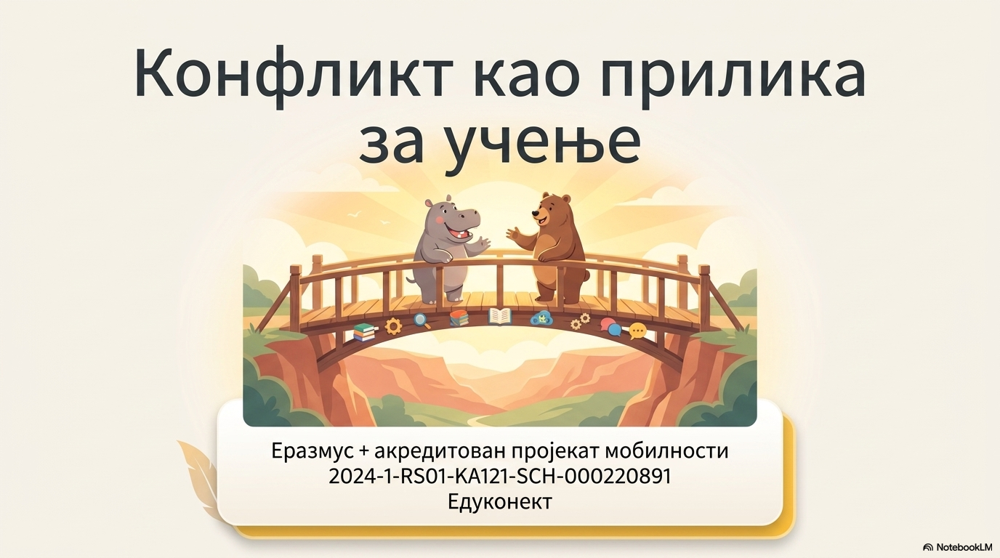 Конфликт као прилика
за учење
Еразмус + акредитован пројекат мобилности
2024-1-RS01-KA121-SCH-000220891
Едуконект
NotebookLM